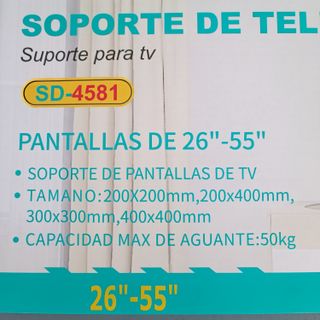 SOPORTE DE TEL
Suporte para tv
SD-4581
PANTALLAS DE 26"-55"
• SOPORTE DE PANTALLAS DE TV
• TAMANO:200X200mm,200x400mm,
300x300mm,400x400mm
• CAPACIDAD MAX DE AGUANTE:50kg
26"-55"